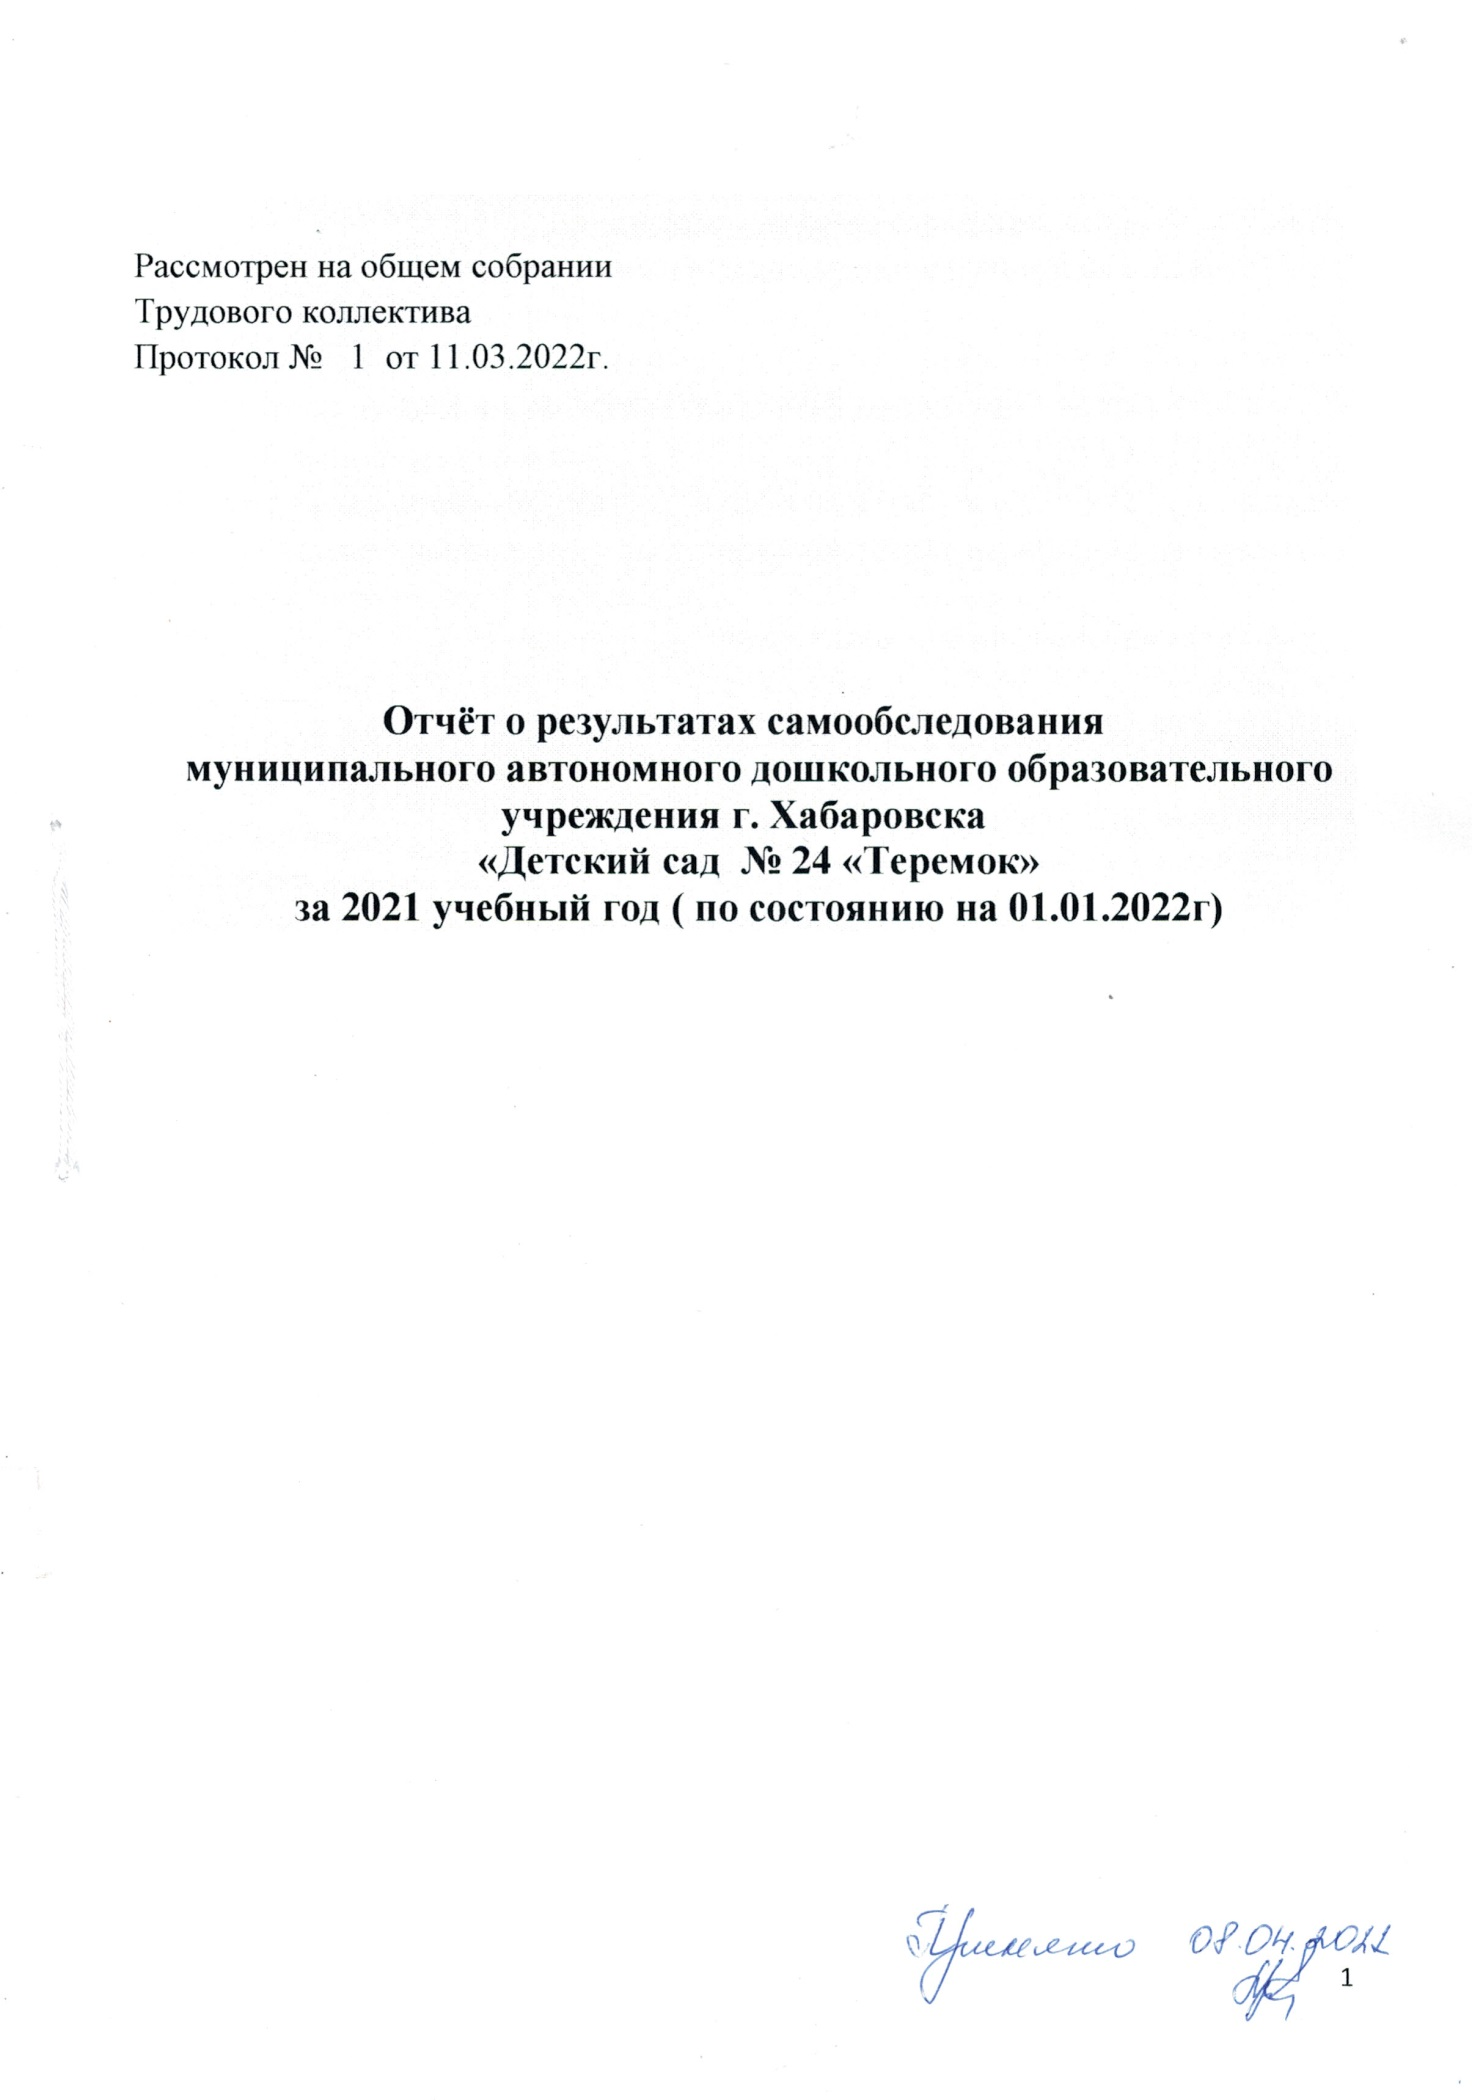 Рассмотрен на общем собрании
Трудового коллектива
Протокол № 1 от 11.03.2022г.
Отчёт о результатах самообследования
муниципального автономного дошкольного образовательного
учреждения г. Хабаровска
«Детский сад № 24 «Теремок»
за 2021 учебный год ( по состоянию на 01.01.2022г)
Принято 08.04.2022
1